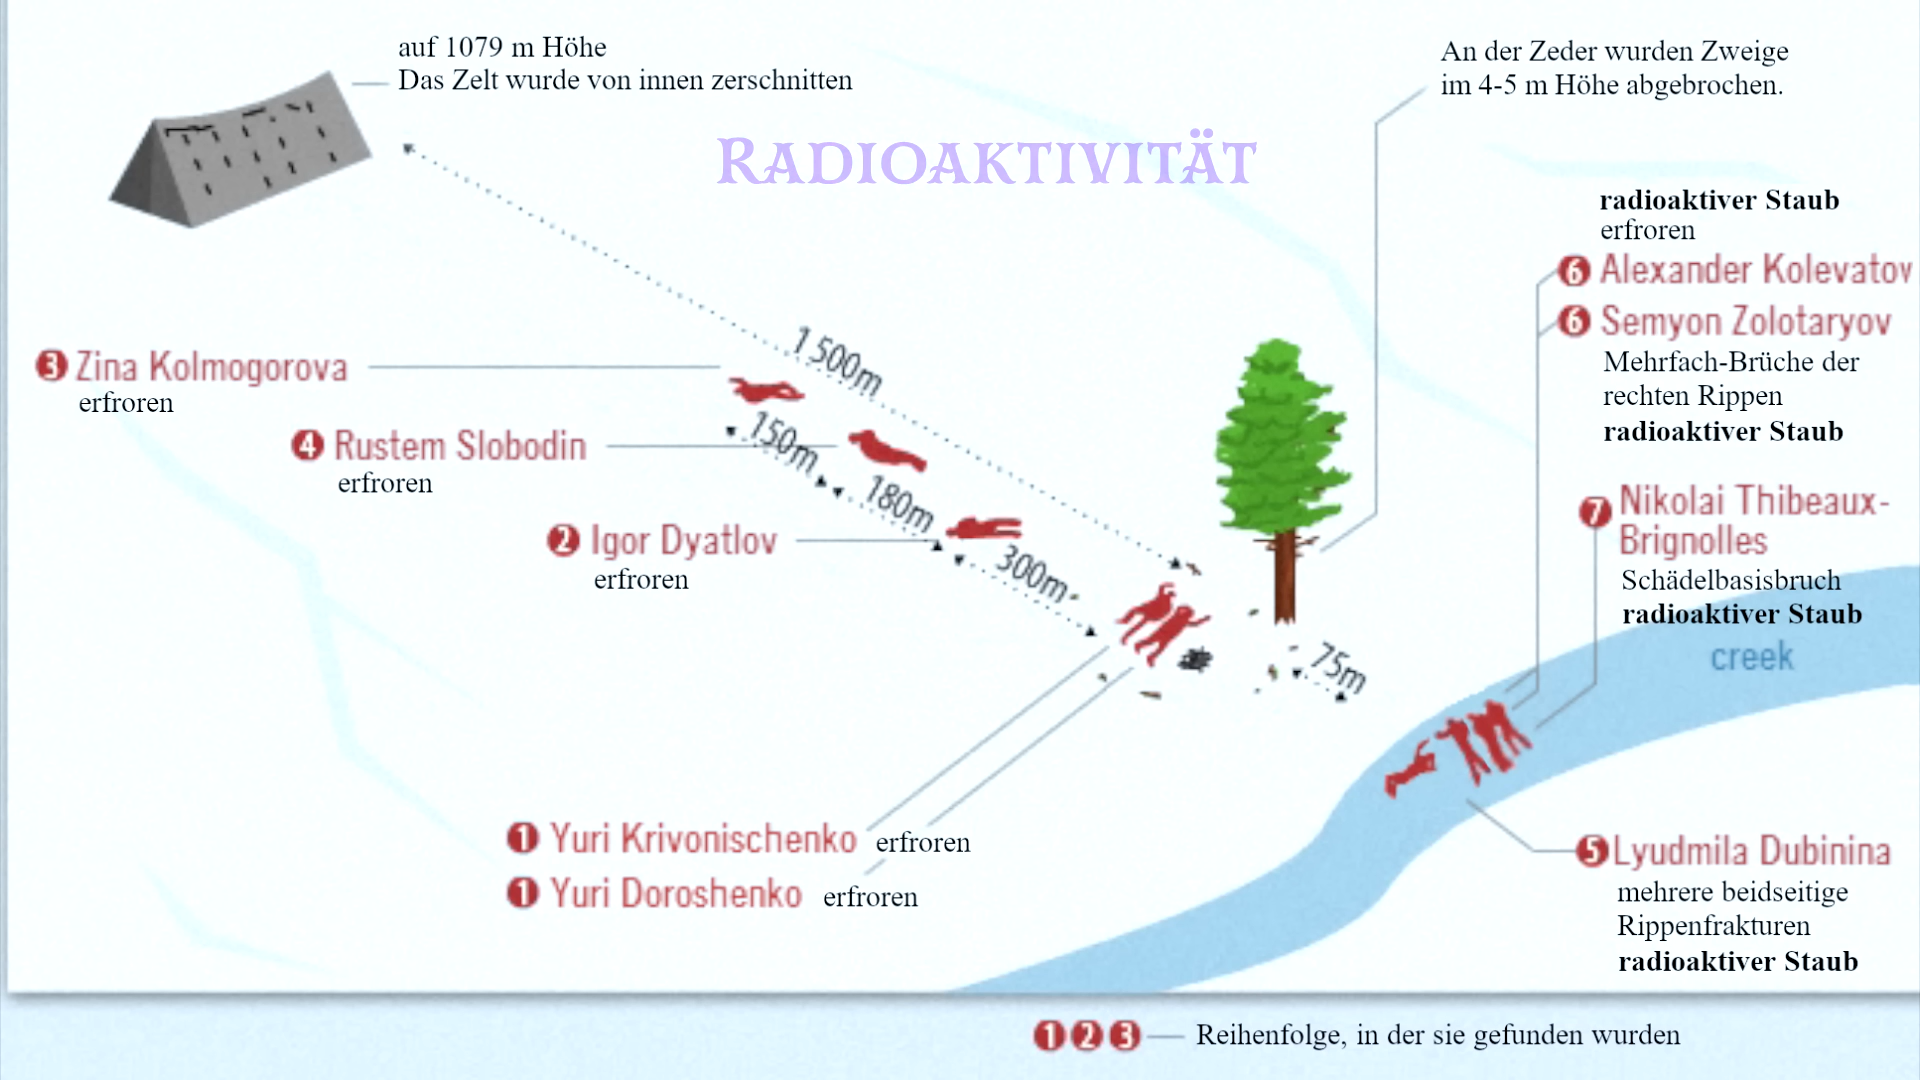 auf 1079 m Höhe
Das Zelt wurde von innen zerschnitten
An der Zeder wurden Zweige
im 4-5 m Höhe abgebrochen.
RADIOAKTIVITÄT
radioaktiver Staub
erfroren
6 Alexander Kolevatov
6 Semyon Zolotaryov
Mehrfach-Brüche der
rechten Rippen
radioaktiver Staub
1500m
3 Zina Kolmogorova
erfroren
150m
4 Rustem Slobodin
erfroren
180m
2 Igor Dyatlov
erfroren
300m
7 Nikolai Thibeaux-
Brignolles
Schädelbasisbruch
radioaktiver Staub
creek
75m
1 Yuri Krivonischenko erfroren
1 Yuri Doroshenko erfroren
5 Lyudmila Dubinina
mehrere beidseitige
Rippenfrakturen
radioaktiver Staub
1 2 3 — Reihenfolge, in der sie gefunden wurden